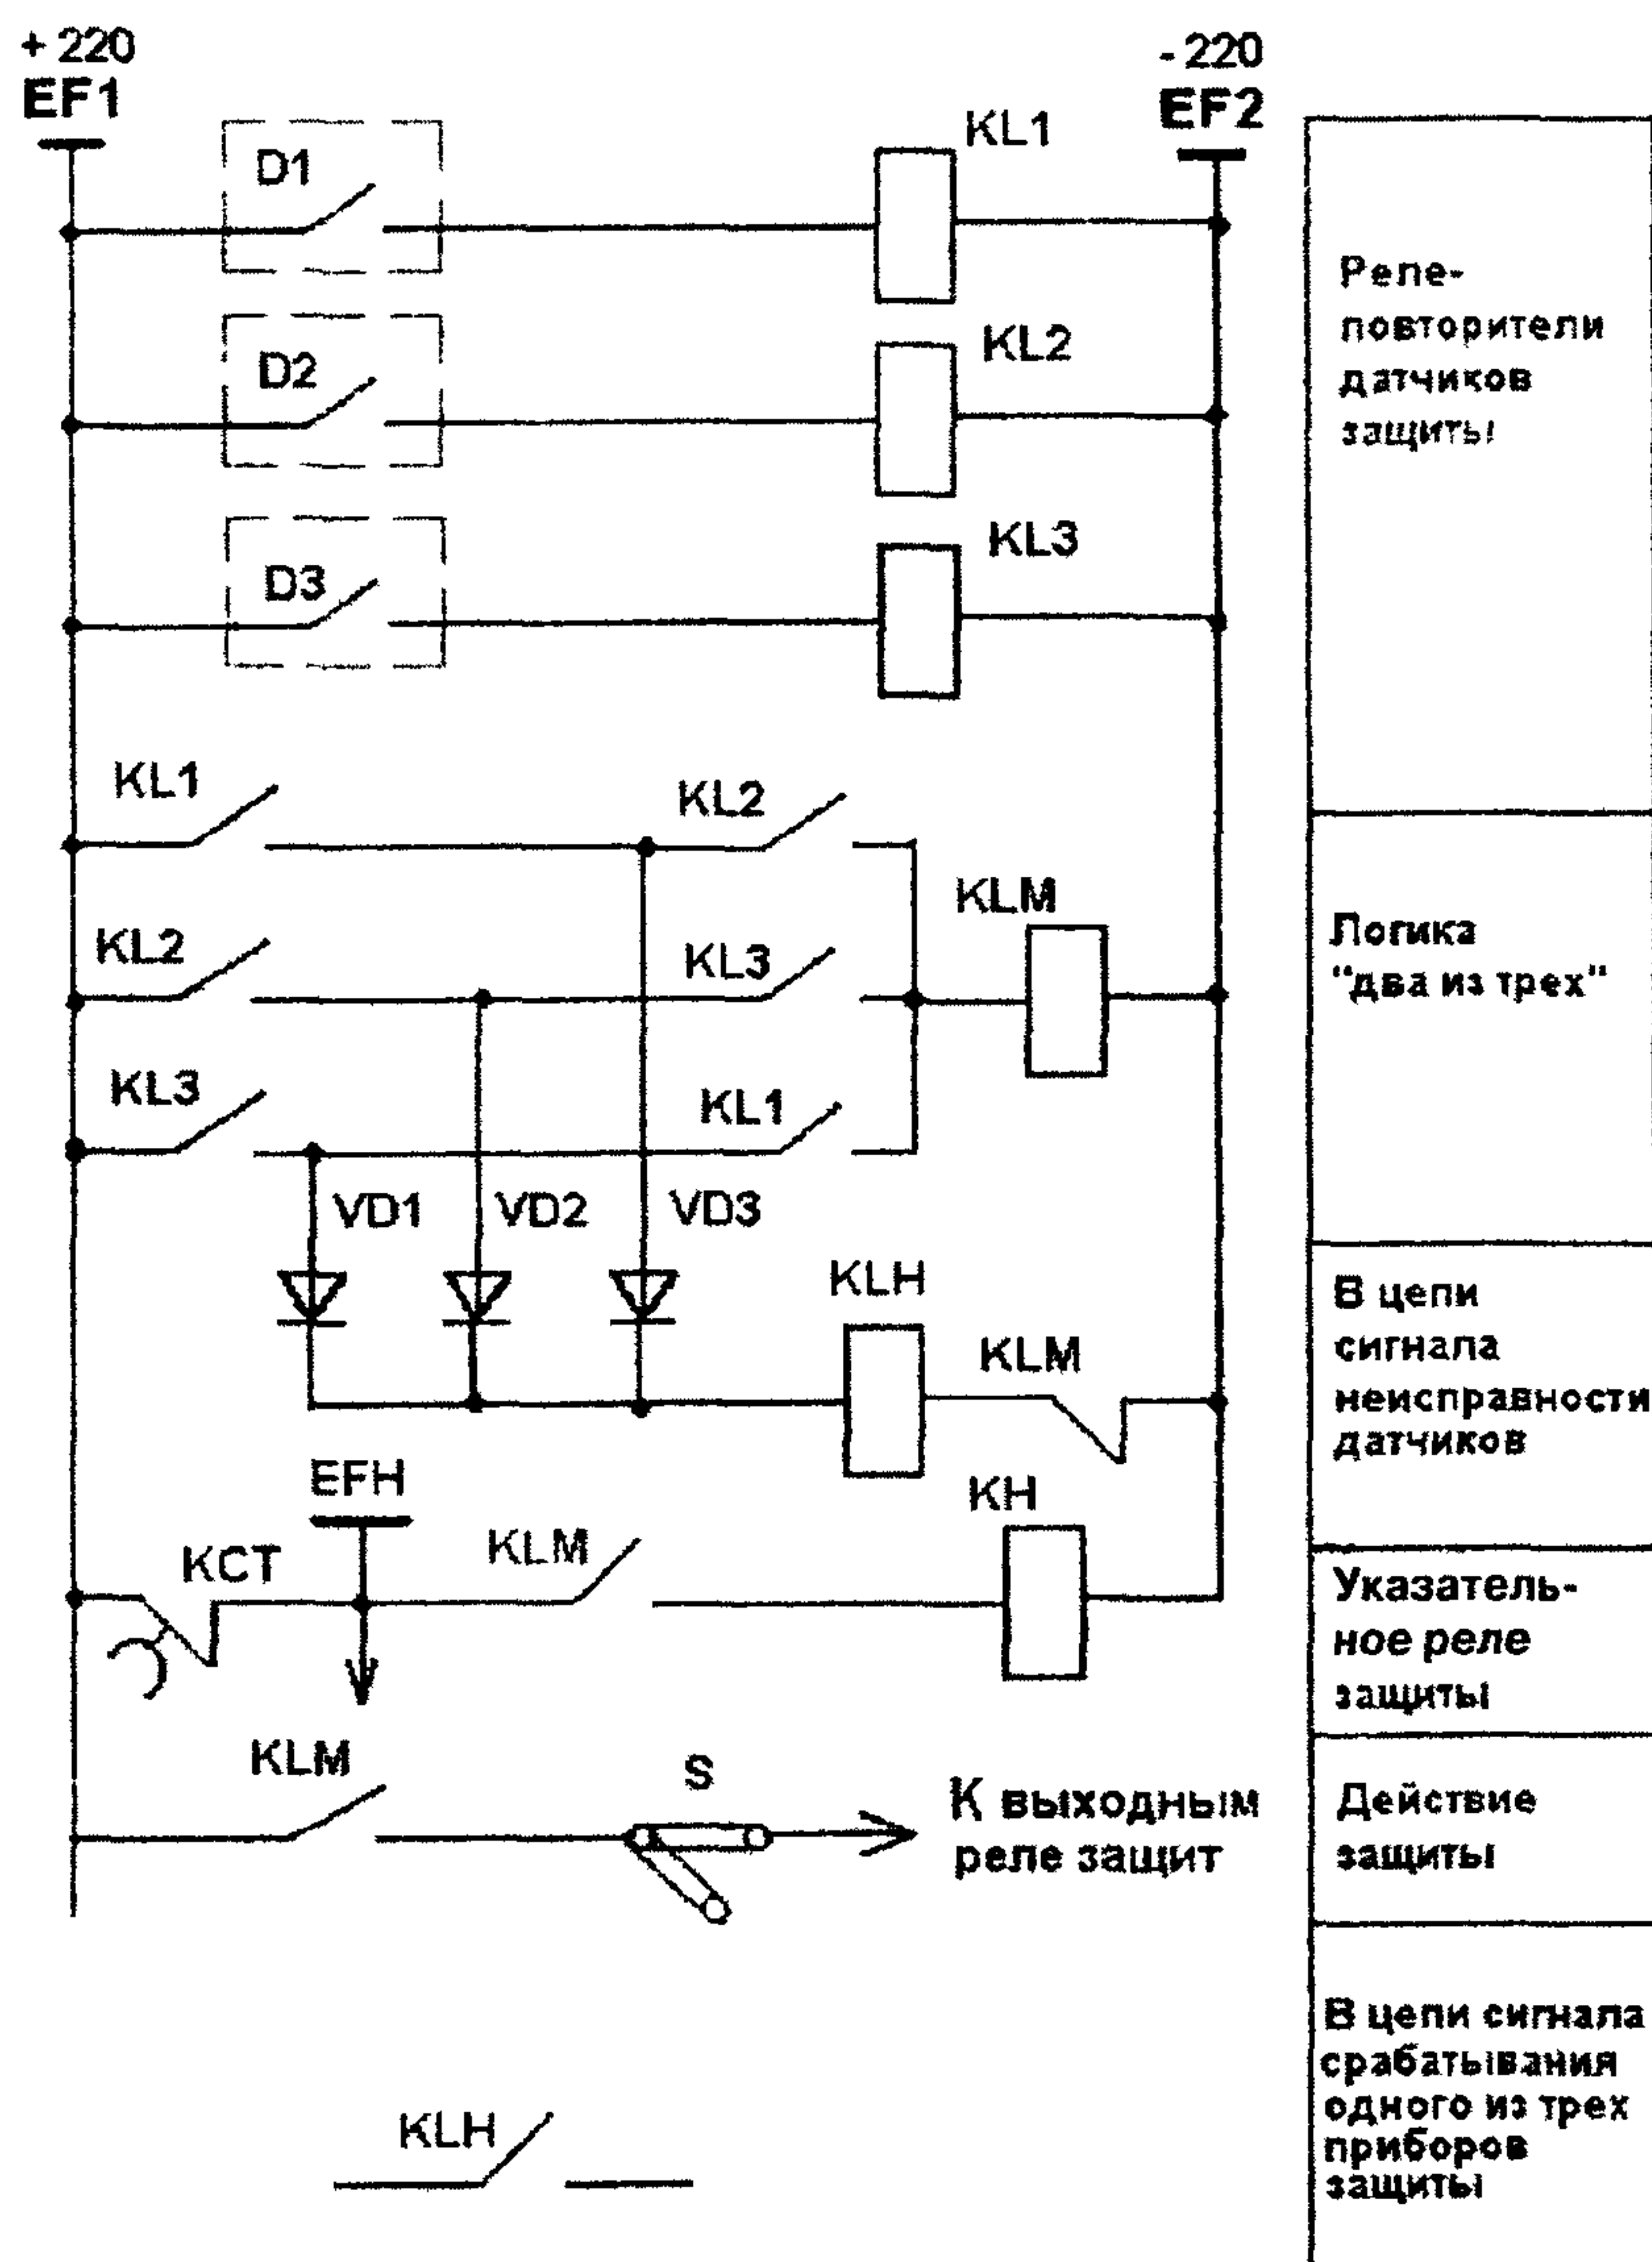 + 220
EF1
- 220
EF2
D1
KL1
D2
KL2
D3
KL3
Реле-
повторители
датчиков
защиты
KL1
KL2
KLM
KL2
KL3
KL3
KL1
Логика
"два из трех"
VD1
VD2
VD3
KLH
KLM
В цепи
сигнала
неисправности
датчиков
EFH
KCT
KLM
KH
Указатель-
ное реле
защиты
KLM
S
К выходным
реле защит
Действие
защиты
KLH
В цепи сигнала
срабатывания
одного из трех
приборов
защиты